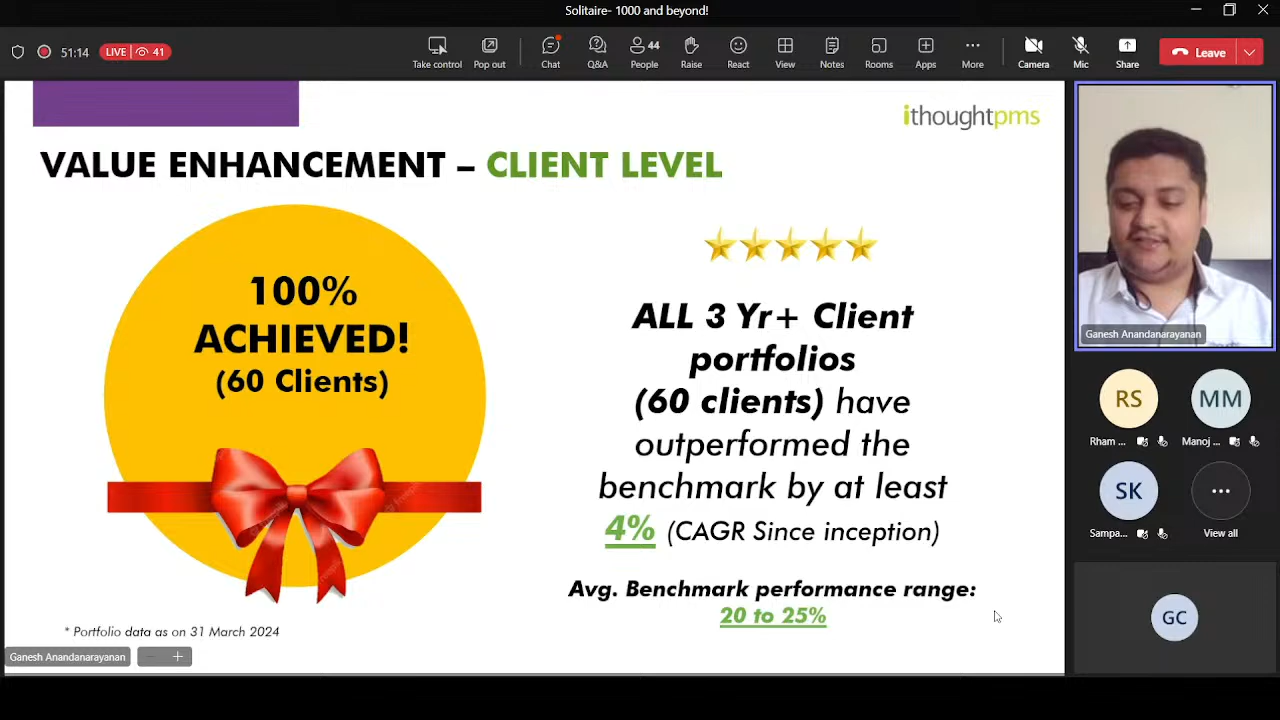 Solitaire- 1000 and beyond!
51:14
LIVE 41
Take control
Pop out
Chat
Q&A
44
People
Raise
React
View
Notes
Rooms
Apps
More
Camera
Mic
Share
Leave
ithoughtpms
VALUE ENHANCEMENT – CLIENT LEVEL
100%
ACHIEVED!
(60 Clients)
ALL 3 Yr+ Client
portfolios
(60 clients) have
outperformed the
benchmark by at least
4% (CAGR Since inception)
Avg. Benchmark performance range:
20 to 25%
* Portfolio data as on 31 March 2024
Ganesh Anandanarayanan
Ganesh Anandanarayanan
RS
MM
Rham ...
Manoj ...
SK
Sampa...
View all
GC